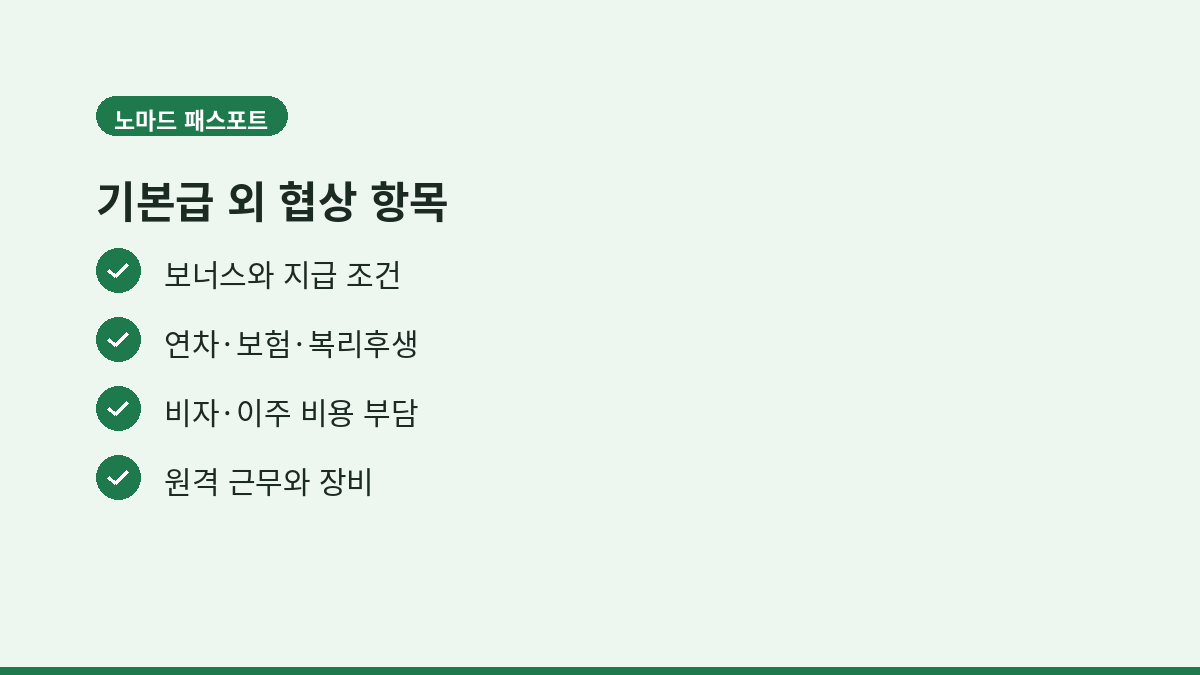 노마드 패스포트
기본급 외 협상 항목
보너스와 지급 조건
연차·보험·복리후생
비자·이주 비용 부담
원격 근무와 장비